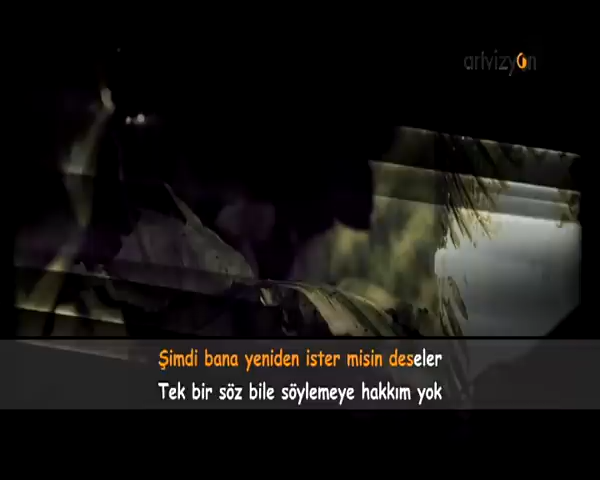 artvizyon
Şimdi bana yeniden ister misin deseler
Tek bir söz bile söylemeye hakkım yok